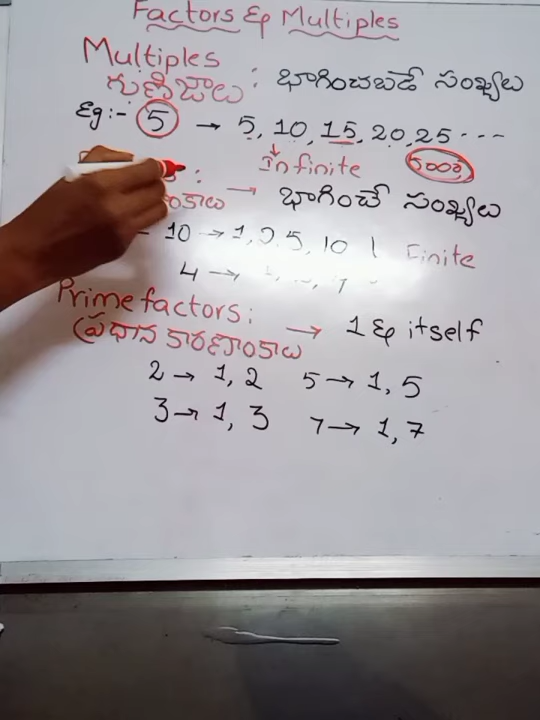 Factors & Multiples
Multiples
గుణిజాలు : భాగించబడే సంఖ్యలు
Eg:- 5 → 5, 10, 15, 20, 25 ...
Infinite 5000
: → భాగించే సంఖ్యలు
10 → 1, 2, 5, 10 Finite
4 →
Prime factors:
ప్రధాన కారణాంకాలు → 1 & itself
2 → 1, 2 5 → 1, 5
3 → 1, 3 7 → 1, 7